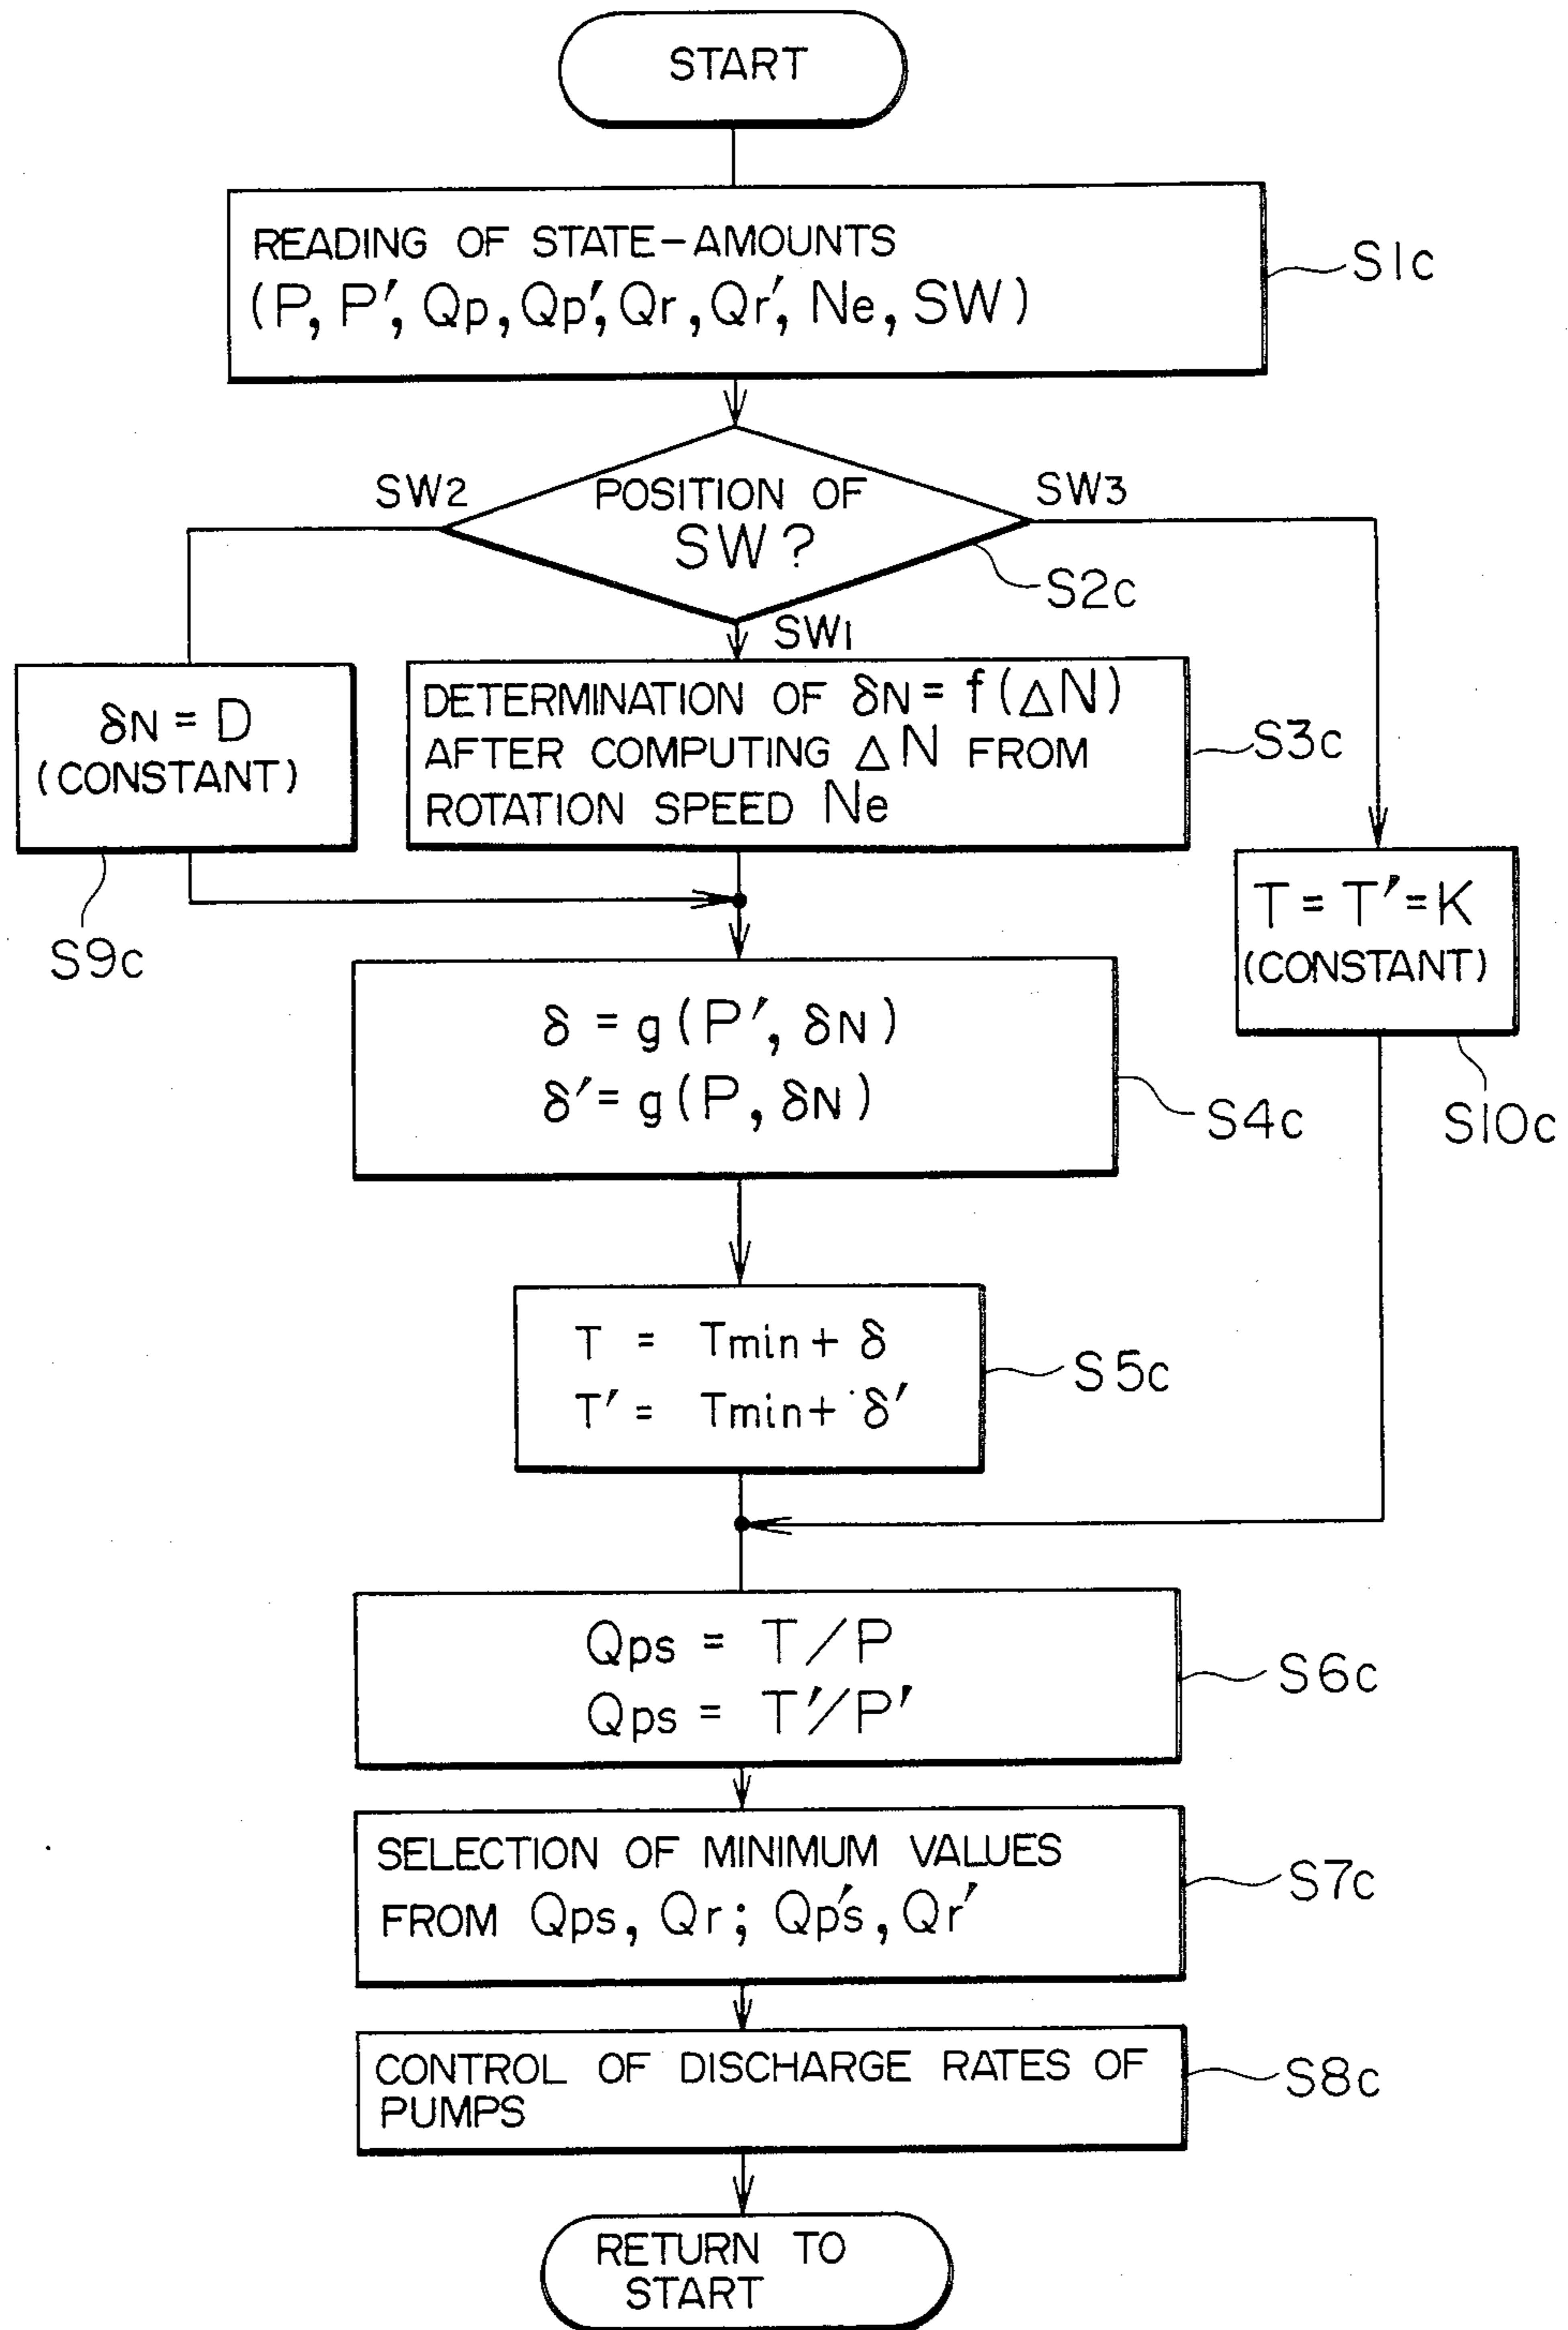 START
READING OF STATE-AMOUNTS
(P, P', Qp, Qp', Qr, Qr', Ne, SW)
S1c
SW2
POSITION OF
SW?
SW3
S2c
SW1
δN = D
(CONSTANT)
S9c
DETERMINATION OF δN = f(ΔN)
AFTER COMPUTING ΔN FROM
ROTATION SPEED Ne
S3c
T = T' = K
(CONSTANT)
S10c
δ = g(P', δN)
δ' = g(P, δN)
S4c
T = Tmin + δ
T' = Tmin + δ'
S5c
Qps = T/P
Qps = T'/P'
S6c
SELECTION OF MINIMUM VALUES
FROM Qps, Qr; Qp's, Qr'
S7c
CONTROL OF DISCHARGE RATES OF
PUMPS
S8c
RETURN TO
START